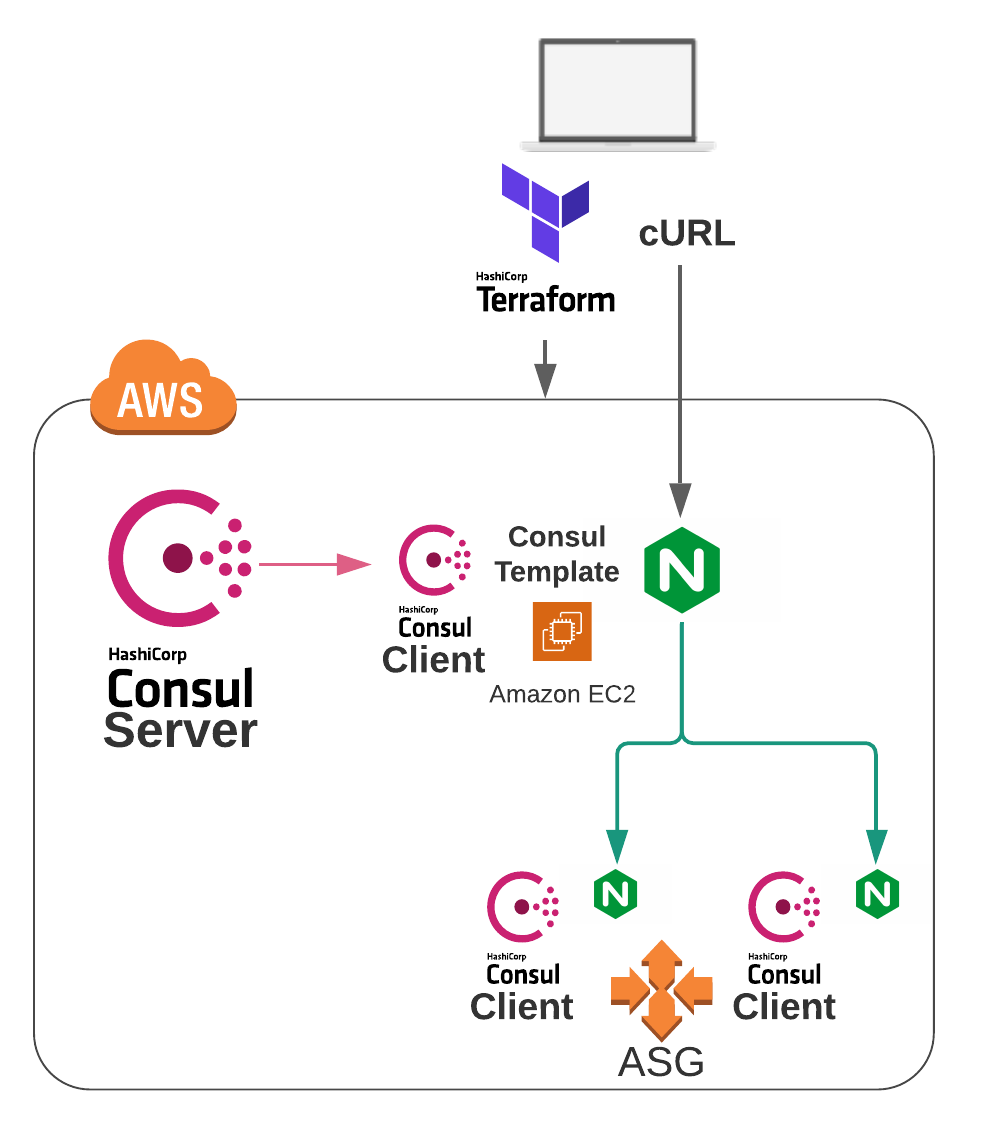 cURL
HashiCorp
Terraform
AWS
Consul
Template
N
HashiCorp
Consul
Client
Amazon EC2
HashiCorp
Consul
Server
N
N
HashiCorp
Consul
Client
HashiCorp
Consul
Client
ASG